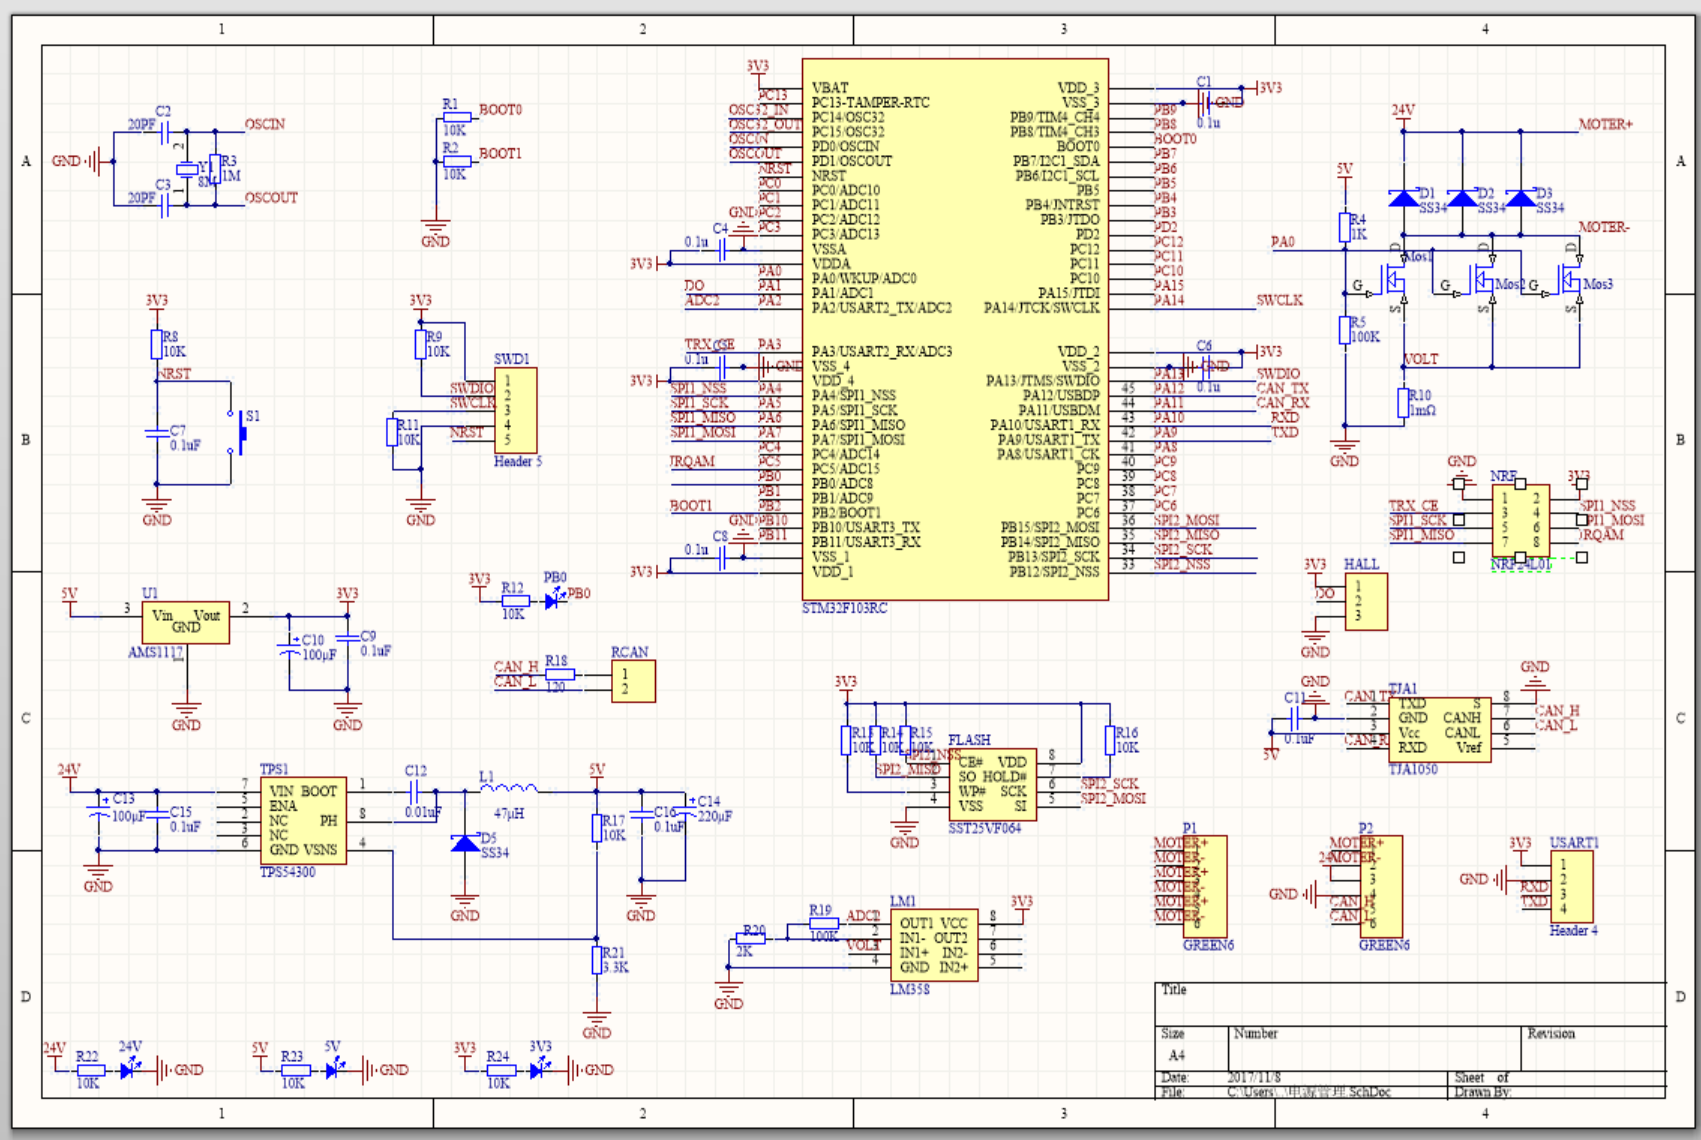 1 2 3 4
A A
B B
C C
D D
1 2 3 4
C2
20PF
OSCIN
GND
2
1
Y1
8M
R3
1M
C3
20PF
OSCOUT
R1
10K
BOOT0
R2
10K
BOOT1
GND
3V3
R8
10K
NRST
S1
C7
0.1uF
GND
3V3
R9
10K
SWD1
SWDIO
SWCLK
R11
10K
NRST
1
2
3
4
5
Header 5
GND
3V3
PC13
OSC32_IN
OSC32_OUT
OSCIN
OSCOUT
NRST
PC0
PC1
PC2
PC3
GND
C4
0.1u
3V3
PA0
DO PA1
ADC2 PA2
TRX_CE PA3
0.1u
GND
3V3
SPI1_NSS PA4
SPI1_SCK PA5
SPI1_MISO PA6
SPI1_MOSI PA7
PC4
IRQAM PC5
PB0
PB1
BOOT1 PB2
PB10
PB11
GND
C8
0.1u
3V3
VBAT
PC13-TAMPER-RTC
PC14/OSC32
PC15/OSC32
PD0/OSCIN
PD1/OSCOUT
NRST
PC0/ADC10
PC1/ADC11
PC2/ADC12
PC3/ADC13
VSSA
VDDA
PA0/WKUP/ADC0
PA1/ADC1
PA2/USART2_TX/ADC2
PA3/USART2_RX/ADC3
VSS_4
VDD_4
PA4/SPI1_NSS
PA5/SPI1_SCK
PA6/SPI1_MISO
PA7/SPI1_MOSI
PC4/ADC14
PC5/ADC15
PB0/ADC8
PB1/ADC9
PB2/BOOT1
PB10/USART3_TX
PB11/USART3_RX
VSS_1
VDD_1
STM32F103RC
VDD_3
VSS_3
PB9/TIM4_CH4
PB8/TIM4_CH3
BOOT0
PB7/I2C1_SDA
PB6/I2C1_SCL
PB5
PB4/JNTRST
PB3/JTDO
PD2
PC12
PC11
PC10
PA15/JTDI
PA14/JTCK/SWCLK
VDD_2
VSS_2
PA13/JTMS/SWDIO
PA12/USBDP
PA11/USBDM
PA10/USART1_RX
PA9/USART1_TX
PA8/USART1_CK
PC9
PC8
PC7
PC6
PB15/SPI2_MOSI
PB14/SPI2_MISO
PB13/SPI2_SCK
PB12/SPI2_NSS
C1
3V3
GND
0.1u
PB9
PB8
BOOT0
PB7
PB6
PB5
PB4
PB3
PD2
PC12
PC11
PC10
PA15
PA14 SWCLK
C6
3V3
GND
0.1u
PA13 SWDIO
45 PA12 CAN_TX
44 PA11 CAN_RX
43 PA10 RXD
42 PA9 TXD
41 PA8
40 PC9
39 PC8
38 PC7
37 PC6
36 SPI2_MOSI
35 SPI2_MISO
34 SPI2_SCK
33 SPI2_NSS
24V
MOTER+
D1
SS34
D2
SS34
D3
SS34
5V
R4
1K
MOTER-
PA0
D D D
Mos1
Mos2
Mos3
G G G
S S S
R5
100K
VOLT
R10
1mΩ
GND
GND
NRF
3V3
TRX_CE 1 2 SPI1_NSS
SPI1_SCK 3 4 SPI1_MOSI
SPI1_MISO 5 6 IRQAM
7 8
NRF24L01
3V3
HALL
DO
1
2
3
GND
U1
5V
3 Vin Vout 2
GND
1
AMS1117
GND
3V3
C10
100µF
C9
0.1uF
GND
3V3
R12
10K
PB0
PB0
CAN_H
CAN_L
R18
120
RCAN
1
2
3V3
R13
10K
R14
10K
R15
10K
R16
10K
SPI2_NSS
SPI2_MISO
FLASH
CE# VDD 8
SO HOLD# 7
3 WP# SCK 6 SPI2_SCK
4 VSS SI 5 SPI2_MOSI
SST25VF064
GND
GND
C11
0.1uF
5V
TJA1
TXD S 8
GND CANH 7 CAN_H
Vcc CANL 6 CAN_L
RXD Vref 5
TJA1050
GND
24V
C13
100µF
C15
0.1uF
GND
TPS1
7 VIN BOOT 1
5 ENA
2 NC PH 8
3 NC
6 GND VSNS 4
TPS54300
C12
0.01uF
L1
47µH
D5
SS34
GND
5V
R17
10K
C16
0.1uF
C14
220µF
GND
R21
3.3K
GND
R20
2K
R19
100K
GND
ADC2
VOLT
LM1
OUT1 VCC 8
2 IN1- OUT2 7
IN1+ IN2- 6
4 GND IN2+ 5
LM358
3V3
P1
MOTER+
MOTER-
MOTER+
MOTER-
MOTER+
MOTER-
GREEN6
P2
MOTER+
MOTER-
24V
GND
CAN_H
CAN_L
GREEN6
3V3
USART1
GND
RXD
TXD
1
2
3
4
Header 4
24V
R22
10K
24V
GND
5V
R23
10K
5V
GND
3V3
R24
10K
3V3
GND
Title
Size Number Revision
A4
Date: 2017/11/8 Sheet of
File: C:\Users\..\电源管理.SchDoc Drawn By: